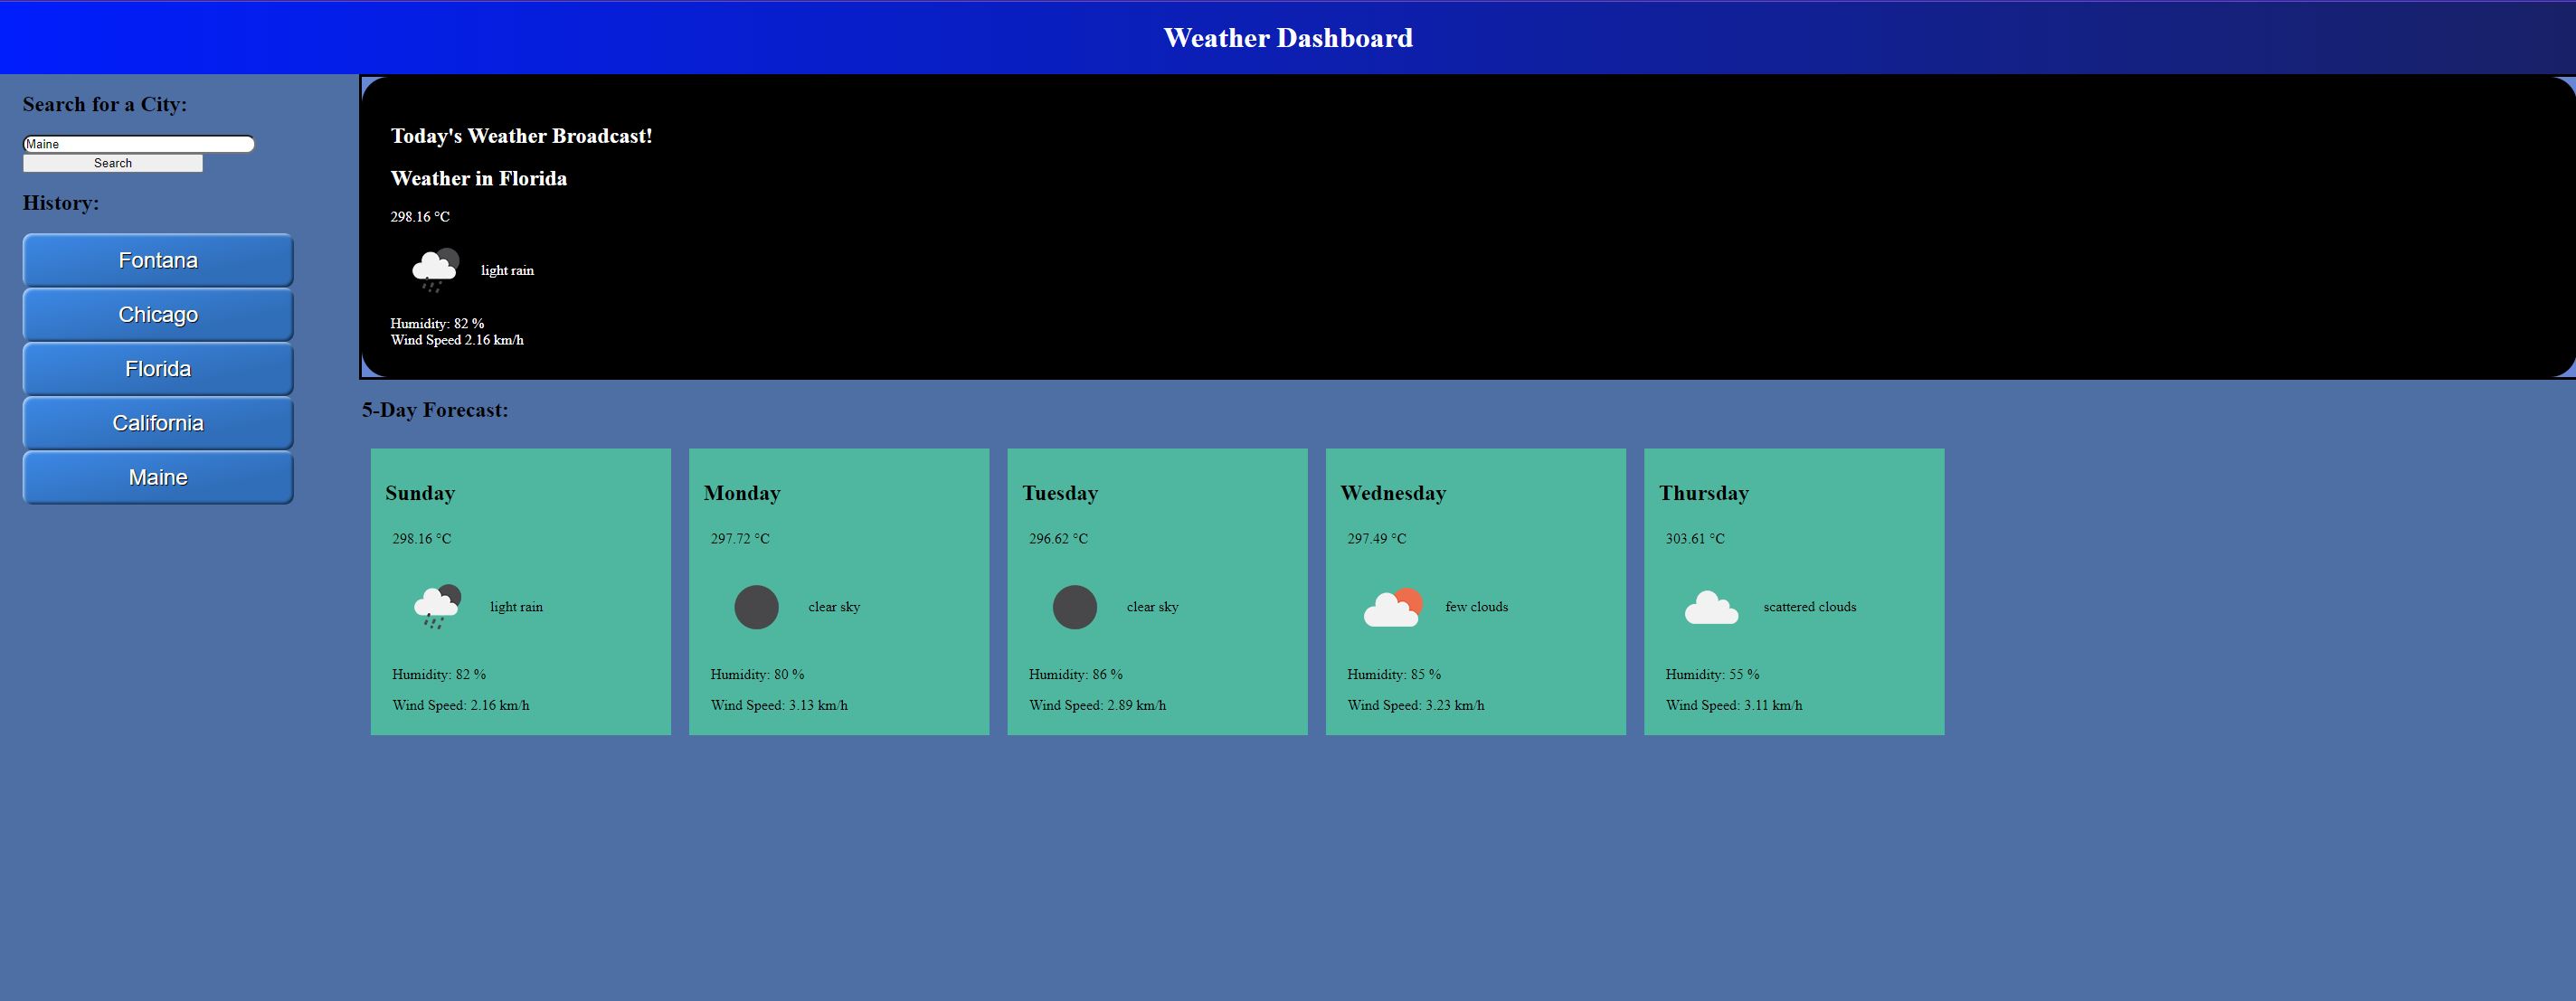 Weather Dashboard
Search for a City:
Maine
Search
History:
Fontana
Chicago
Florida
California
Maine
Today's Weather Broadcast!
Weather in Florida
298.16 °C
light rain
Humidity: 82 %
Wind Speed 2.16 km/h
5-Day Forecast:
Sunday
298.16 °C
light rain
Humidity: 82 %
Wind Speed: 2.16 km/h
Monday
297.72 °C
clear sky
Humidity: 80 %
Wind Speed: 3.13 km/h
Tuesday
296.62 °C
clear sky
Humidity: 86 %
Wind Speed: 2.89 km/h
Wednesday
297.49 °C
few clouds
Humidity: 85 %
Wind Speed: 3.23 km/h
Thursday
303.61 °C
scattered clouds
Humidity: 55 %
Wind Speed: 3.11 km/h